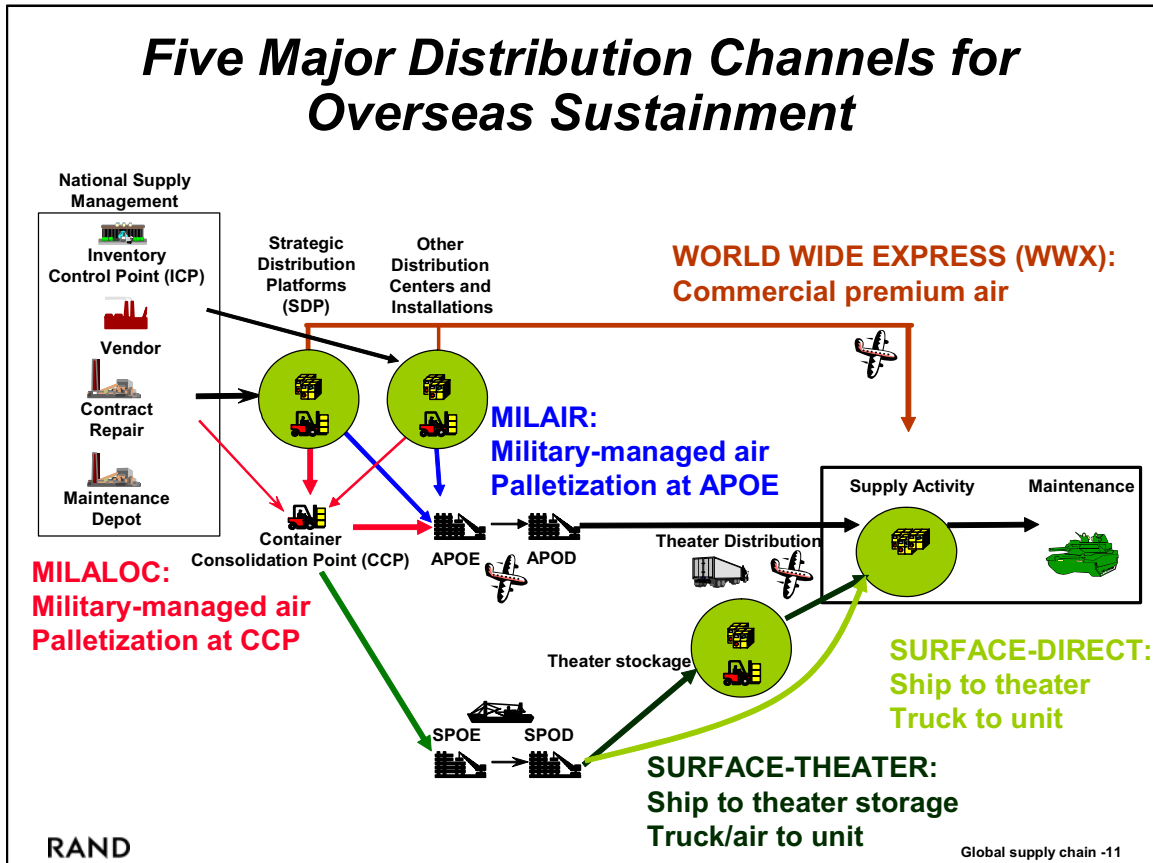 Five Major Distribution Channels for
Overseas Sustainment
National Supply
Management
Inventory
Control Point (ICP)
Vendor
Contract
Repair
Maintenance
Depot
Strategic
Distribution
Platforms
(SDP)
Other
Distribution
Centers and
Installations
WORLD WIDE EXPRESS (WWX):
Commercial premium air
MILAIR:
Military-managed air
Palletization at APOE
Supply Activity
Maintenance
Container
Consolidation Point (CCP)
APOE
APOD
Theater Distribution
MILALOC:
Military-managed air
Palletization at CCP
Theater stockage
SURFACE-DIRECT:
Ship to theater
Truck to unit
SPOE
SPOD
SURFACE-THEATER:
Ship to theater storage
Truck/air to unit
RAND
Global supply chain -11